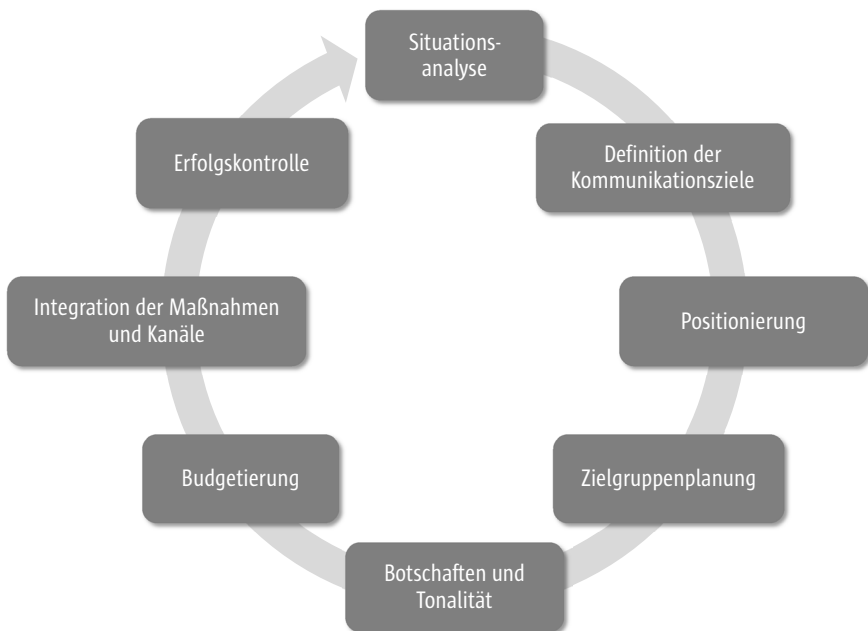 Situations-
analyse
Definition der
Kommunikationsziele
Positionierung
Zielgruppenplanung
Botschaften und
Tonalität
Budgetierung
Integration der Maßnahmen
und Kanäle
Erfolgskontrolle